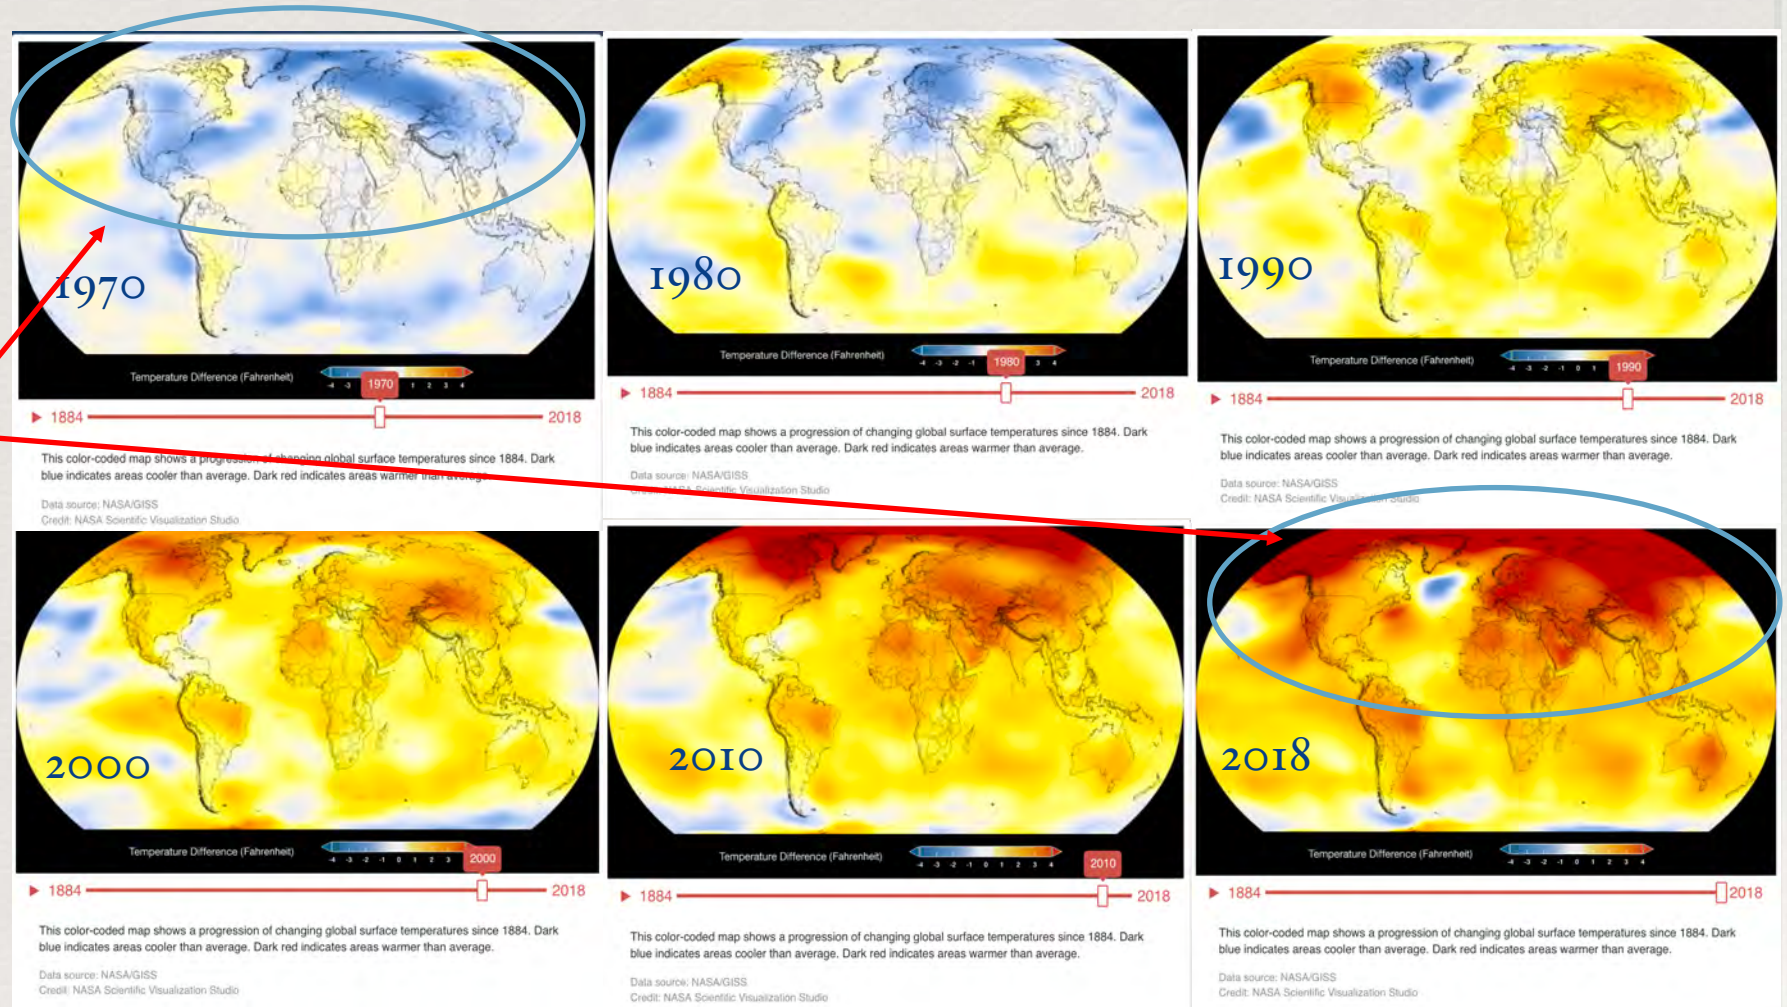 1970
Temperature Difference (Fahrenheit)
-4 -3 1970 1 2 3 4
1884 2018
This color-coded map shows a progression of changing global surface temperatures since 1884. Dark
blue indicates areas cooler than average. Dark red indicates areas warmer than average.
Data source: NASA/GISS
Credit: NASA Scientific Visualization Studio
1980
Temperature Difference (Fahrenheit)
-4 -3 -2 -1 1980 3 4
1884 2018
This color-coded map shows a progression of changing global surface temperatures since 1884. Dark
blue indicates areas cooler than average. Dark red indicates areas warmer than average.
Data source: NASA/GISS
Credit: NASA Scientific Visualization Studio
1990
Temperature Difference (Fahrenheit)
-4 -3 -2 -1 0 1 1990
1884 2018
This color-coded map shows a progression of changing global surface temperatures since 1884. Dark
blue indicates areas cooler than average. Dark red indicates areas warmer than average.
Data source: NASA/GISS
Credit: NASA Scientific Visualization Studio
2000
Temperature Difference (Fahrenheit)
-4 -3 -2 -1 0 1 2 3 2000
1884 2018
This color-coded map shows a progression of changing global surface temperatures since 1884. Dark
blue indicates areas cooler than average. Dark red indicates areas warmer than average.
Data source: NASA/GISS
Credit: NASA Scientific Visualization Studio
2010
Temperature Difference (Fahrenheit)
-4 -3 -2 -1 0 1 2 3 4 2010
1884 2018
This color-coded map shows a progression of changing global surface temperatures since 1884. Dark
blue indicates areas cooler than average. Dark red indicates areas warmer than average.
Data source: NASA/GISS
Credit: NASA Scientific Visualization Studio
2018
Temperature Difference (Fahrenheit)
-4 -3 -2 -1 0 1 2 3 4
1884 2018
This color-coded map shows a progression of changing global surface temperatures since 1884. Dark
blue indicates areas cooler than average. Dark red indicates areas warmer than average.
Data source: NASA/GISS
Credit: NASA Scientific Visualization Studio